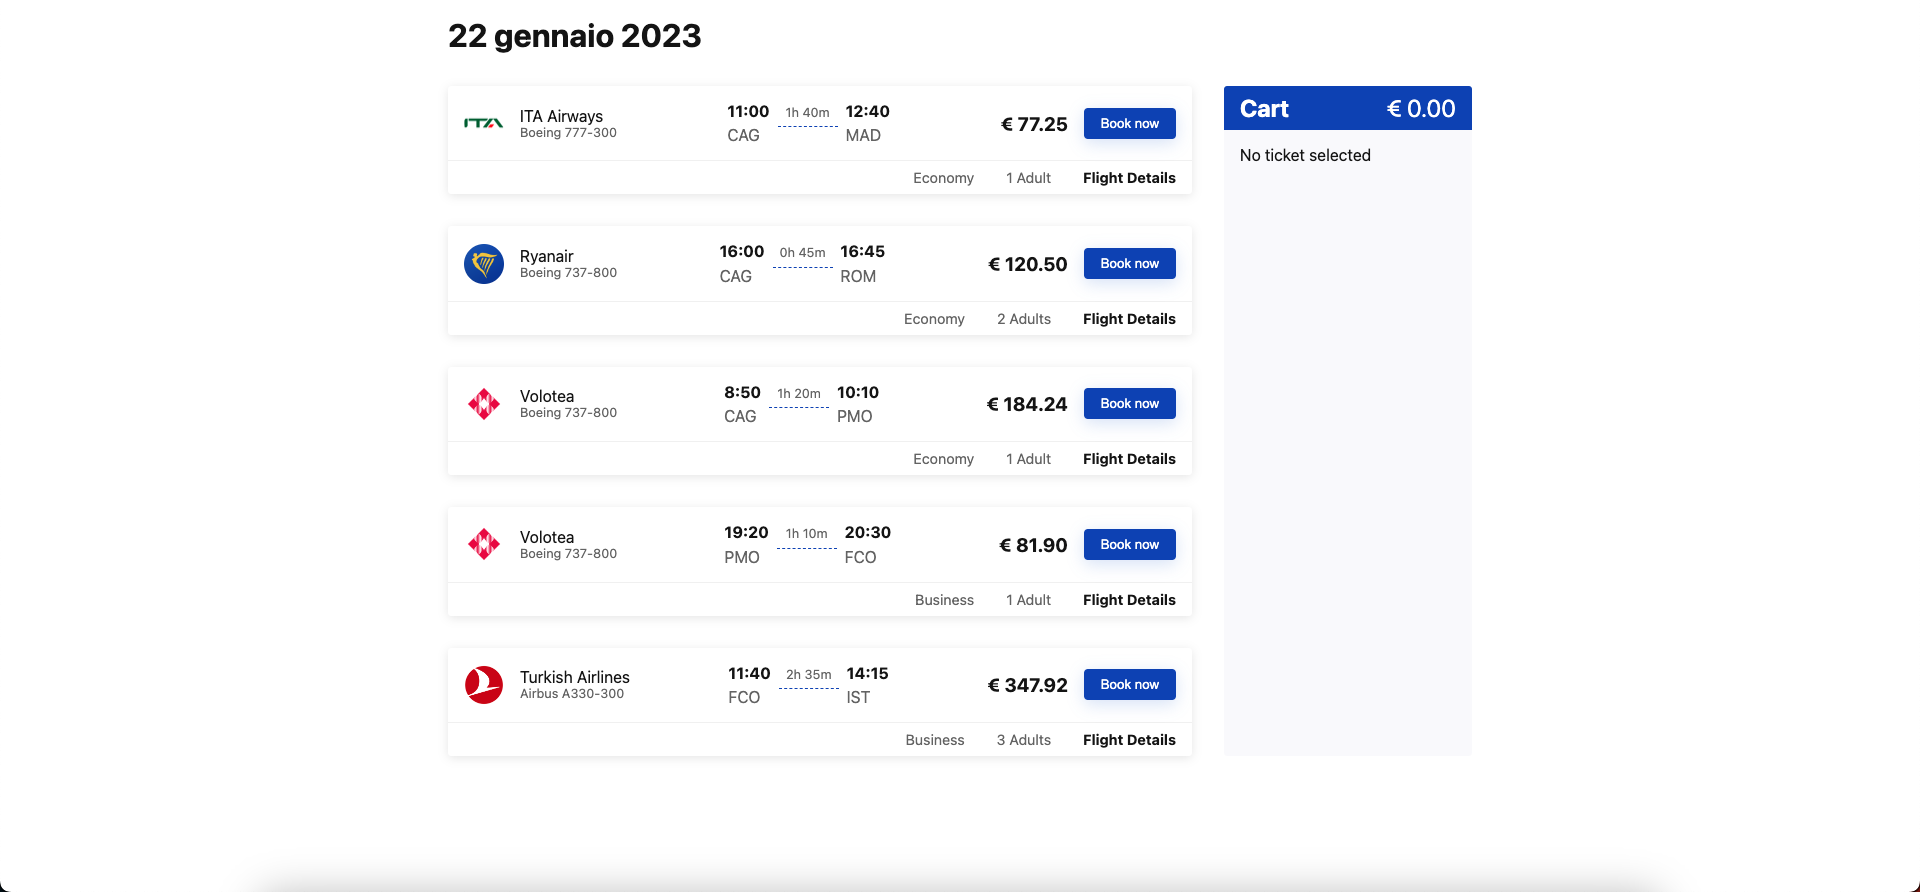 22 gennaio 2023
ITA
ITA Airways
Boeing 777-300
11:00 1h 40m 12:40
CAG MAD
€ 77.25 Book now
Economy 1 Adult Flight Details
Ryanair
Boeing 737-800
16:00 0h 45m 16:45
CAG ROM
€ 120.50 Book now
Economy 2 Adults Flight Details
Volotea
Boeing 737-800
8:50 1h 20m 10:10
CAG PMO
€ 184.24 Book now
Economy 1 Adult Flight Details
Volotea
Boeing 737-800
19:20 1h 10m 20:30
PMO FCO
€ 81.90 Book now
Business 1 Adult Flight Details
Turkish Airlines
Airbus A330-300
11:40 2h 35m 14:15
FCO IST
€ 347.92 Book now
Business 3 Adults Flight Details
Cart € 0.00
No ticket selected